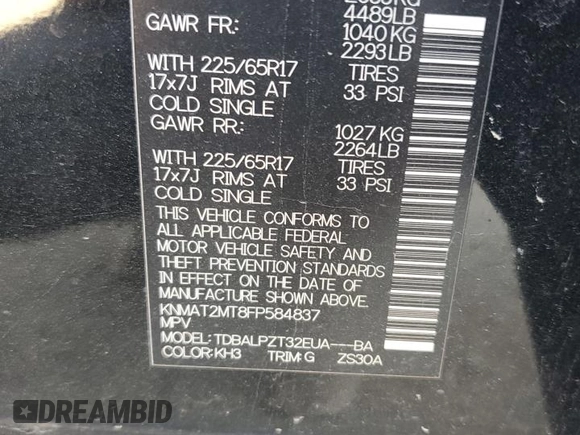 4489LB
GAWR FR: 1040 KG
2293 LB
WITH 225/65R17 TIRES
17x7J RIMS AT 33 PSI
COLD SINGLE
GAWR RR: 1027 KG
2264 LB
WITH 225/65R17 TIRES
17x7J RIMS AT 33 PSI
COLD SINGLE
THIS VEHICLE CONFORMS TO
ALL APPLICABLE FEDERAL
MOTOR VEHICLE SAFETY AND
THEFT PREVENTION STANDARDS
IN EFFECT ON THE DATE OF
MANUFACTURE SHOWN ABOVE.
KNMAT2MT8FP584837
MPV
MODEL:TDBALPZT32EUA---BA
COLOR:KH3 TRIM:G ZS30A
DREAMBID